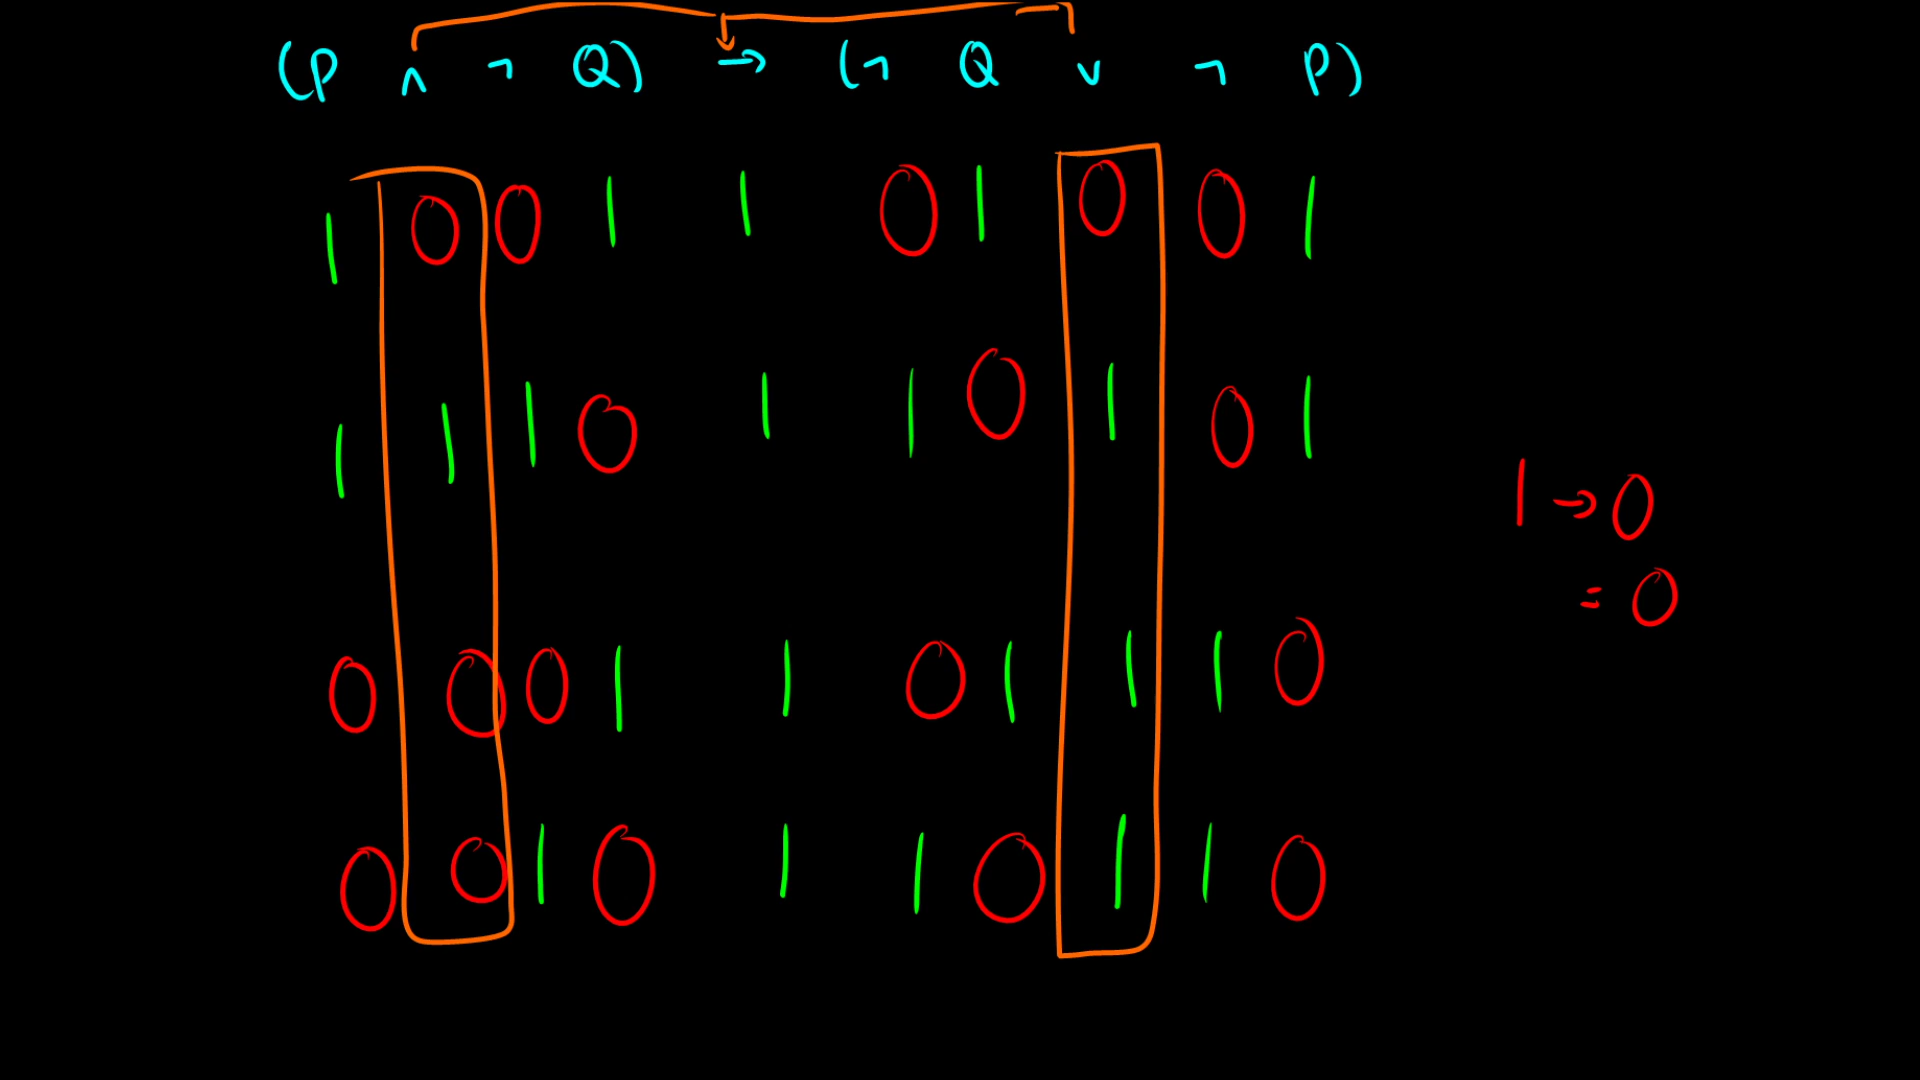 (P ∧ ¬ Q) → (¬ Q ∨ ¬ P)
1 0 0 1 1 0 1 0 0 1
1 1 1 0 1 1 0 1 0 1
1 → 0
= 0
0 0 0 1 1 0 1 1 1 0
0 0 1 0 1 1 0 1 1 0